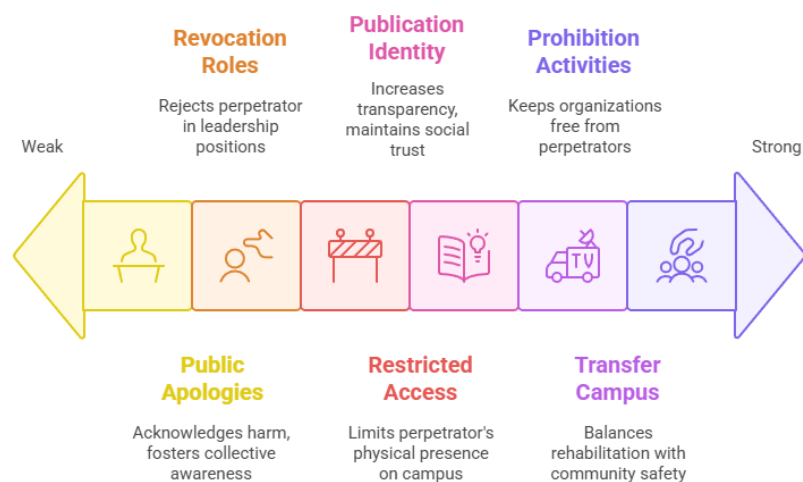 Revocation
Roles
Rejects perpetrator
in leadership
positions
Publication
Identity
Increases
transparency,
maintains social
trust
Prohibition
Activities
Keeps organizations
free from
perpetrators
Weak
Strong
TV
Public
Apologies
Acknowledges harm,
fosters collective
awareness
Restricted
Access
Limits perpetrator's
physical presence
on campus
Transfer
Campus
Balances
rehabilitation with
community safety